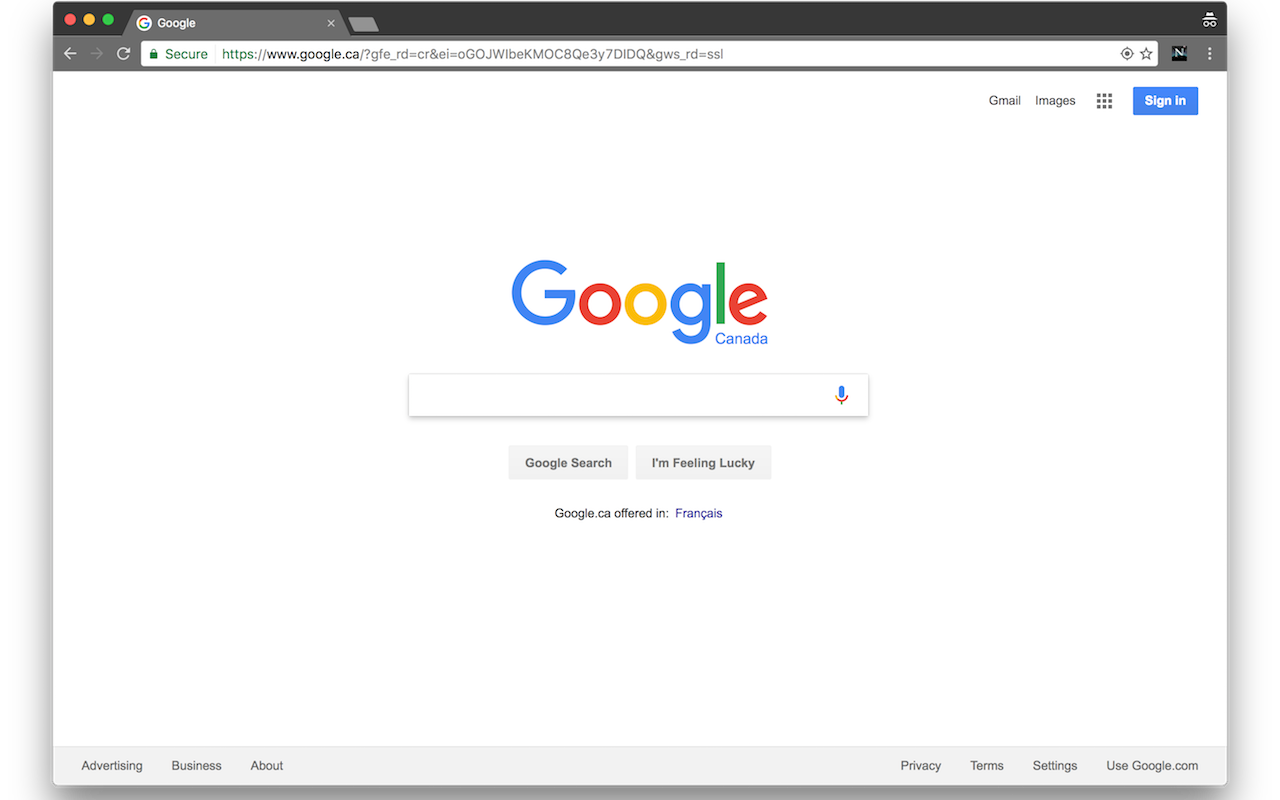 Google
Secure https://www.google.ca/?gfe_rd=cr&ei=oGOJWIbeKMOC8Qe3y7DIDQ&gws_rd=ssl
N
Gmail Images Sign in
Google
Canada
Google Search I'm Feeling Lucky
Google.ca offered in: Français
Advertising Business About Privacy Terms Settings Use Google.com